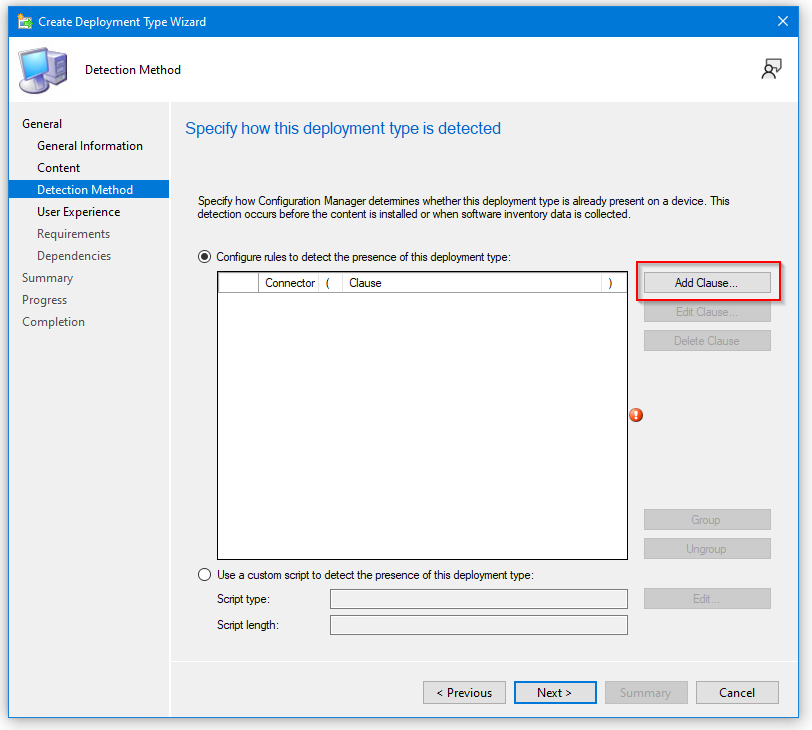 Create Deployment Type Wizard
Detection Method
General
General Information
Content
Detection Method
User Experience
Requirements
Dependencies
Summary
Progress
Completion
Specify how this deployment type is detected
Specify how Configuration Manager determines whether this deployment type is already present on a device. This
detection occurs before the content is installed or when software inventory data is collected.
Configure rules to detect the presence of this deployment type:
Connector ( Clause )
Add Clause...
Edit Clause...
Delete Clause
Group
Ungroup
Use a custom script to detect the presence of this deployment type:
Script type:
Edit...
Script length:
< Previous Next > Summary Cancel